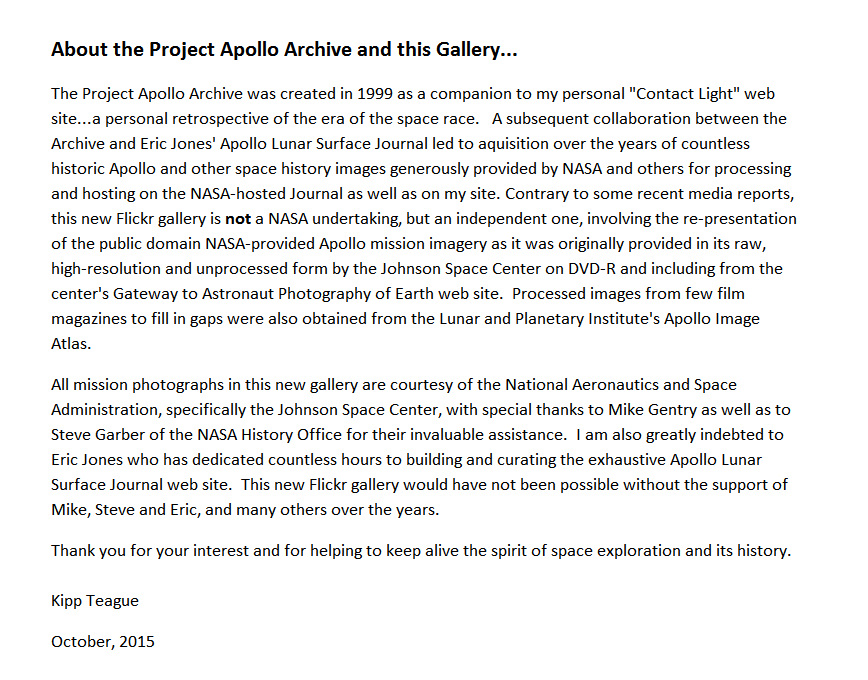 About the Project Apollo Archive and this Gallery...
The Project Apollo Archive was created in 1999 as a companion to my personal "Contact Light" web
site...a personal retrospective of the era of the space race.   A subsequent collaboration between the
Archive and Eric Jones' Apollo Lunar Surface Journal led to aquisition over the years of countless
historic Apollo and other space history images generously provided by NASA and others for processing
and hosting on the NASA-hosted Journal as well as on my site. Contrary to some recent media reports,
this new Flickr gallery is not a NASA undertaking, but an independent one, involving the re-presentation
of the public domain NASA-provided Apollo mission imagery as it was originally provided in its raw,
high-resolution and unprocessed form by the Johnson Space Center on DVD-R and including from the
center's Gateway to Astronaut Photography of Earth web site.  Processed images from few film
magazines to fill in gaps were also obtained from the Lunar and Planetary Institute's Apollo Image
Atlas.
All mission photographs in this new gallery are courtesy of the National Aeronautics and Space
Administration, specifically the Johnson Space Center, with special thanks to Mike Gentry as well as to
Steve Garber of the NASA History Office for their invaluable assistance.  I am also greatly indebted to
Eric Jones who has dedicated countless hours to building and curating the exhaustive Apollo Lunar
Surface Journal web site.  This new Flickr gallery would have not been possible without the support of
Mike, Steve and Eric, and many others over the years.
Thank you for your interest and for helping to keep alive the spirit of space exploration and its history.
Kipp Teague
October, 2015